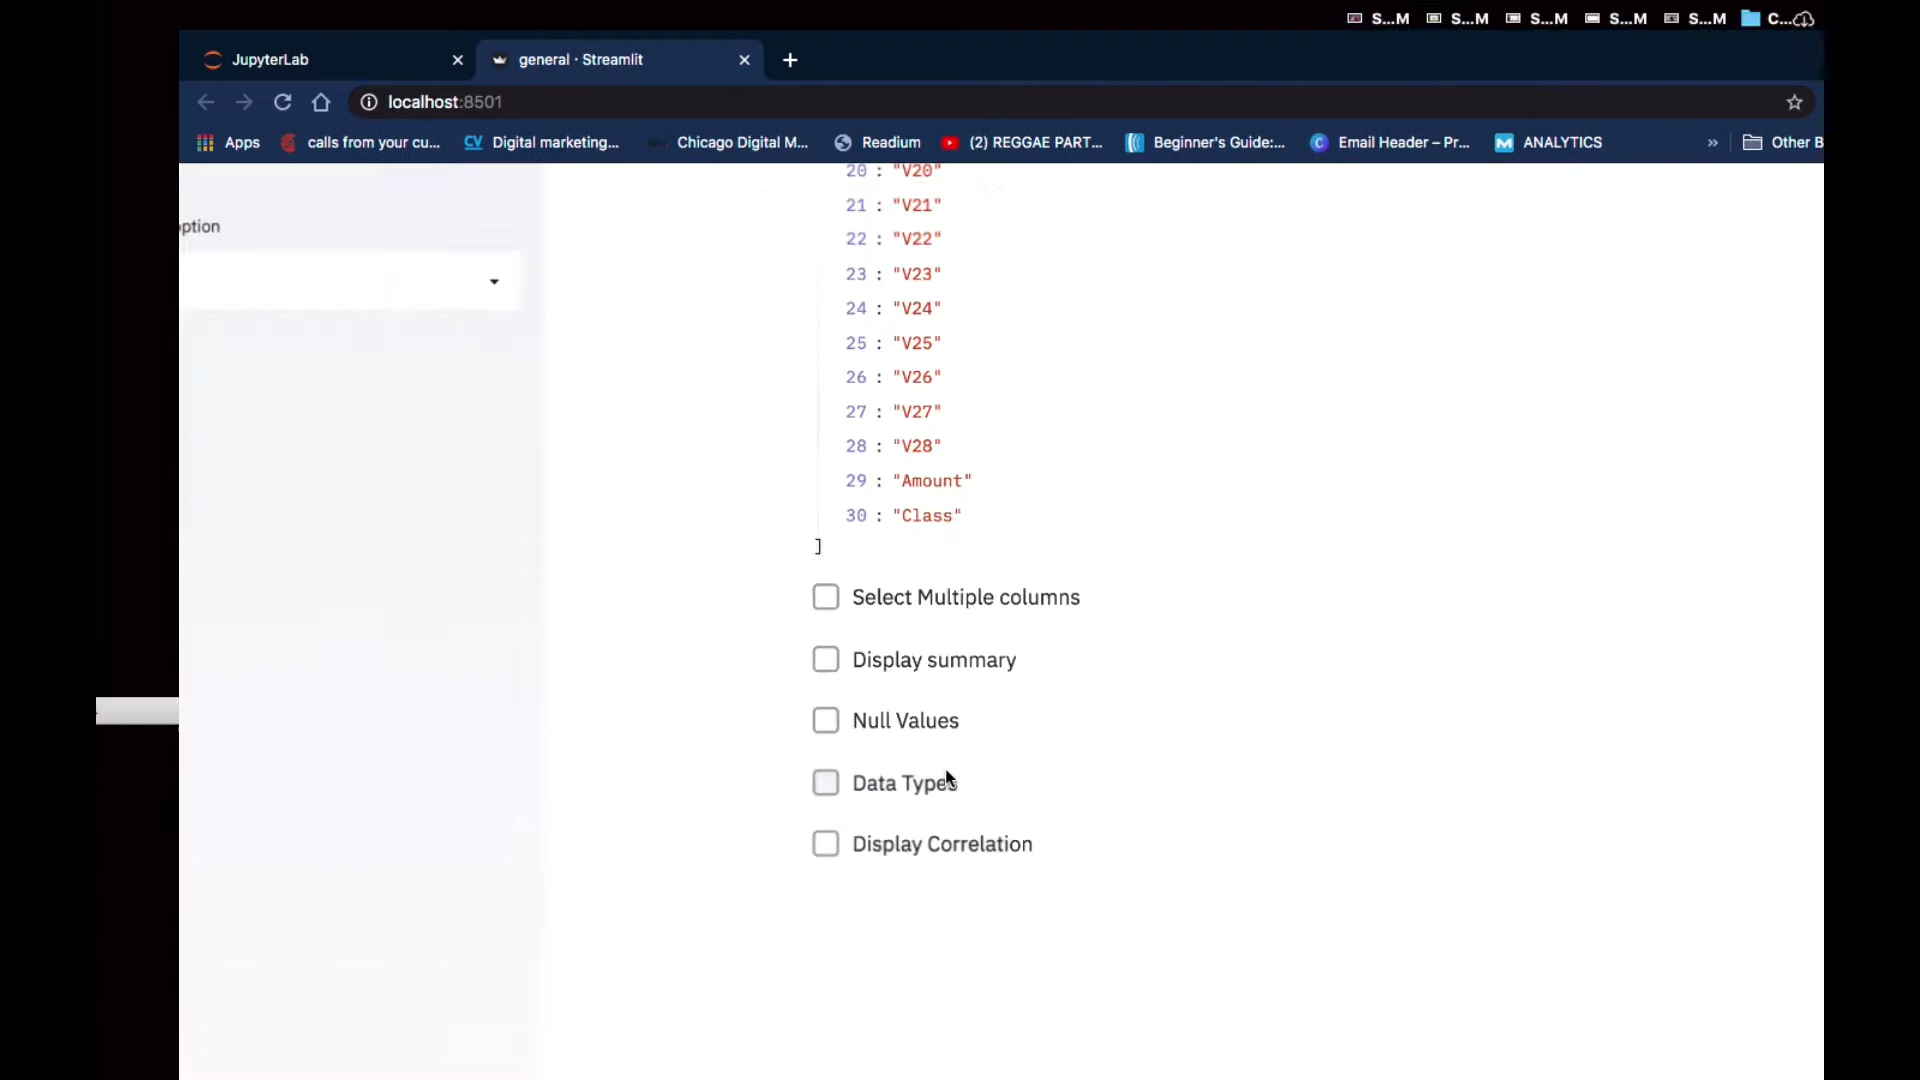 S...M S...M S...M S...M S...M C...
JupyterLab general · Streamlit
localhost:8501
Apps calls from your cu... CV Digital marketing... Chicago Digital M... Readium (2) REGGAE PART... Beginner's Guide:... C Email Header – Pr... M ANALYTICS » Other B
20 : "V20"
21 : "V21"
ption
22 : "V22"
23 : "V23"
24 : "V24"
25 : "V25"
26 : "V26"
27 : "V27"
28 : "V28"
29 : "Amount"
30 : "Class"
]
Select Multiple columns
Display summary
Null Values
Data Types
Display Correlation